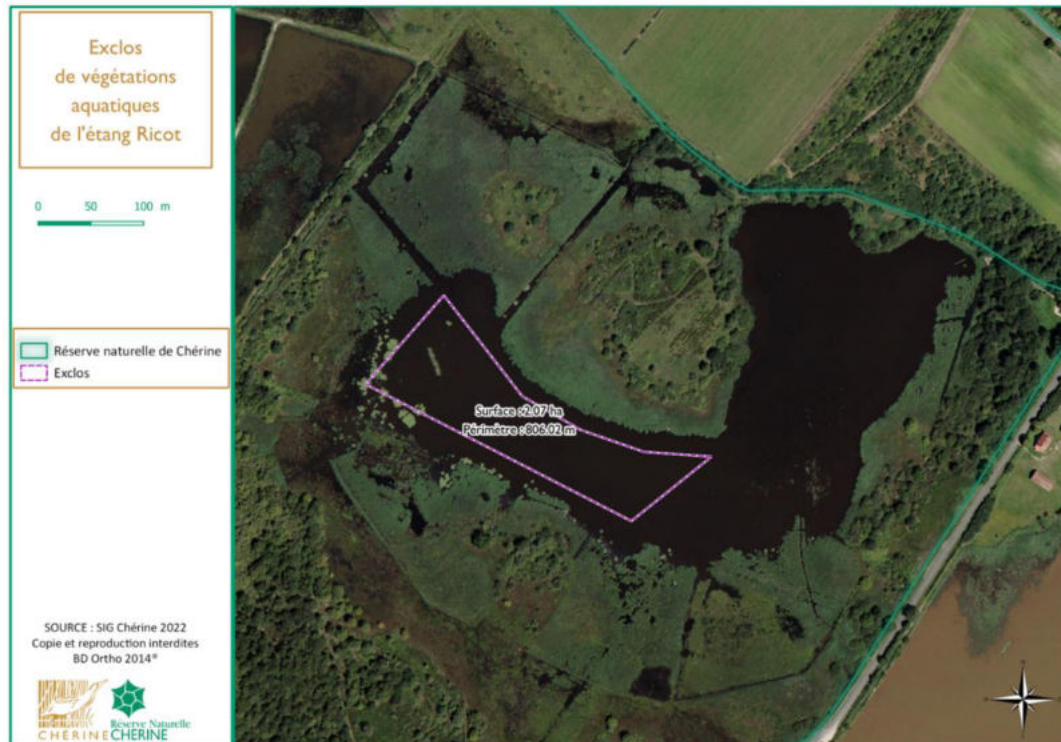 Exclos
de végétations
aquatiques
de l'étang Ricot
0 50 100 m
Réserve naturelle de Chérine
Exclos
Surface :2.07 ha
Périmètre : 806.02 m
SOURCE : SIG Chérine 2022
Copie et reproduction interdites
BD Ortho 2014®
CHÉRINE
Réserve Naturelle
CHERINE